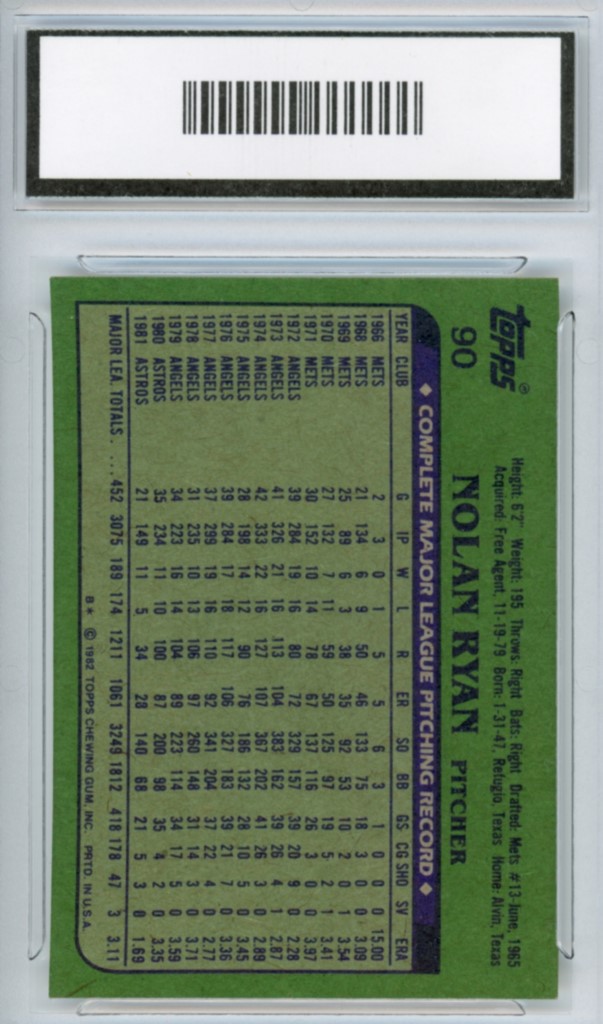 topps®
90
NOLAN RYAN PITCHER
Height: 6'2" Weight: 195 Throws: Right Bats: Right Drafted: Mets #13-June, 1965
Acquired: Free Agent, 11-19-79 Born: 1-31-47, Refugio, Texas Home: Alvin, Texas
◆ COMPLETE MAJOR LEAGUE PITCHING RECORD ◆
YEAR CLUB G IP W L R ER SO BB GS CG SHO SV ERA
1966 METS 2 3 0 1 5 5 6 3 1 0 0 0 15.00
1968 METS 21 134 6 9 50 46 133 75 18 3 0 0 3.09
1969 METS 25 89 6 3 38 35 92 53 10 2 0 1 3.54
1970 METS 27 132 7 11 59 50 125 97 19 5 2 1 3.41
1971 METS 30 152 10 14 78 67 137 116 26 3 0 0 3.97
1972 ANGELS 39 284 19 16 80 72 329 157 39 20 9 0 2.28
1973 ANGELS 41 326 21 16 113 104 383 162 39 26 4 1 2.87
1974 ANGELS 42 333 22 16 127 107 367 202 41 26 3 0 2.89
1975 ANGELS 28 198 14 12 90 76 186 132 28 10 5 0 3.45
1976 ANGELS 39 284 17 18 117 106 327 183 39 21 7 0 3.36
1977 ANGELS 37 299 19 16 110 92 341 204 37 22 4 0 2.77
1978 ANGELS 31 235 10 13 106 97 260 148 31 14 3 0 3.71
1979 ANGELS 34 223 16 14 104 89 223 114 34 17 5 0 3.59
1980 ASTROS 35 234 11 10 100 87 200 98 35 4 2 0 3.35
1981 ASTROS 21 149 11 5 34 28 140 68 21 5 3 0 1.69
MAJOR LEA. TOTALS . ... 452 3075 189 174 1211 1061 3249 1812 418 178 47 3 3.11
B* © 1982 TOPPS CHEWING GUM, INC. PRTD. IN U.S.A.